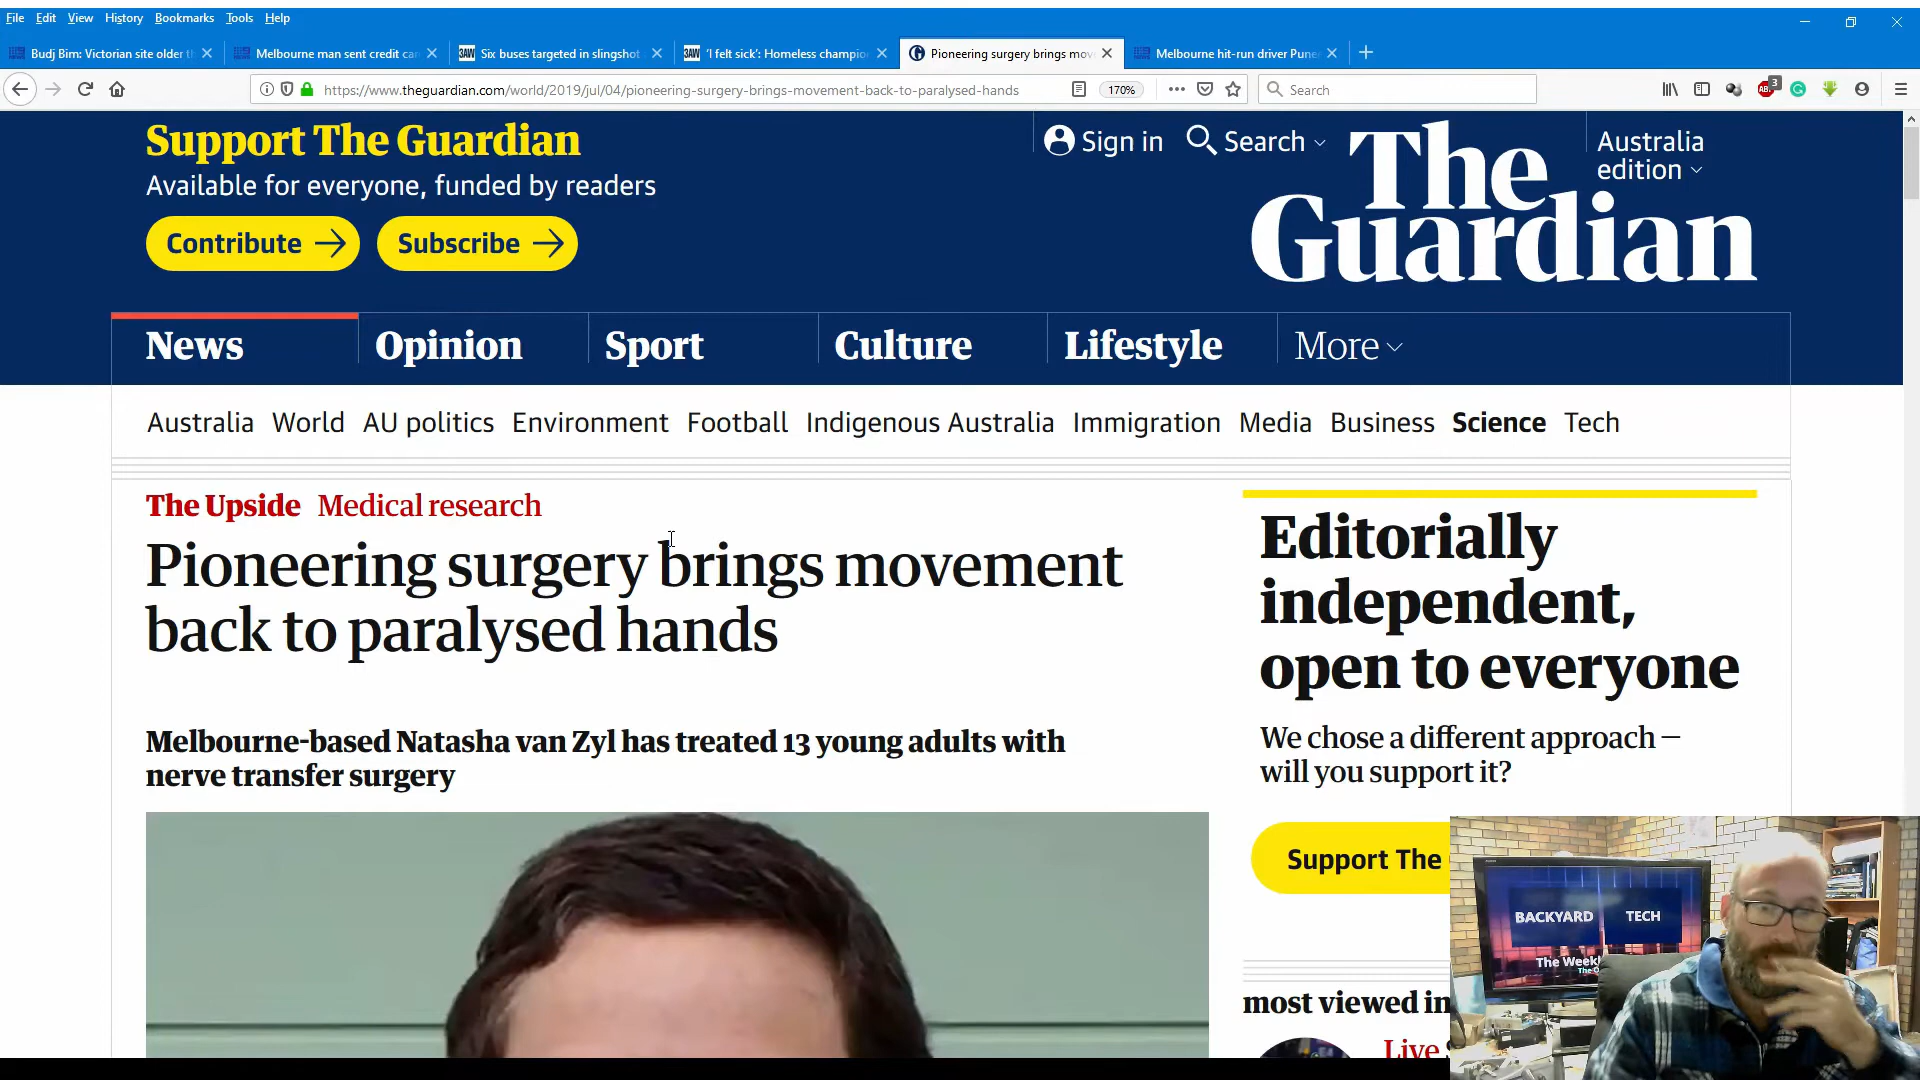 File Edit View History Bookmarks Tools Help
Budj Bim: Victorian site older th
Melbourne man sent credit car
3AW Six buses targeted in slingshot
3AW 'I felt sick': Homeless champio
Pioneering surgery brings mov
Melbourne hit-run driver Pune
https://www.theguardian.com/world/2019/jul/04/pioneering-surgery-brings-movement-back-to-paralysed-hands
170%
Search
3
Support The Guardian
Available for everyone, funded by readers
Contribute
Subscribe
Sign in
Search
Australia
edition
The
Guardian
News Opinion Sport Culture Lifestyle More
Australia World AU politics Environment Football Indigenous Australia Immigration Media Business Science Tech
The Upside Medical research
Pioneering surgery brings movement
back to paralysed hands
Melbourne-based Natasha van Zyl has treated 13 young adults with
nerve transfer surgery
Editorially
independent,
open to everyone
We chose a different approach —
will you support it?
Support The
most viewed in
Live
BACKYARD TECH
The Weekl